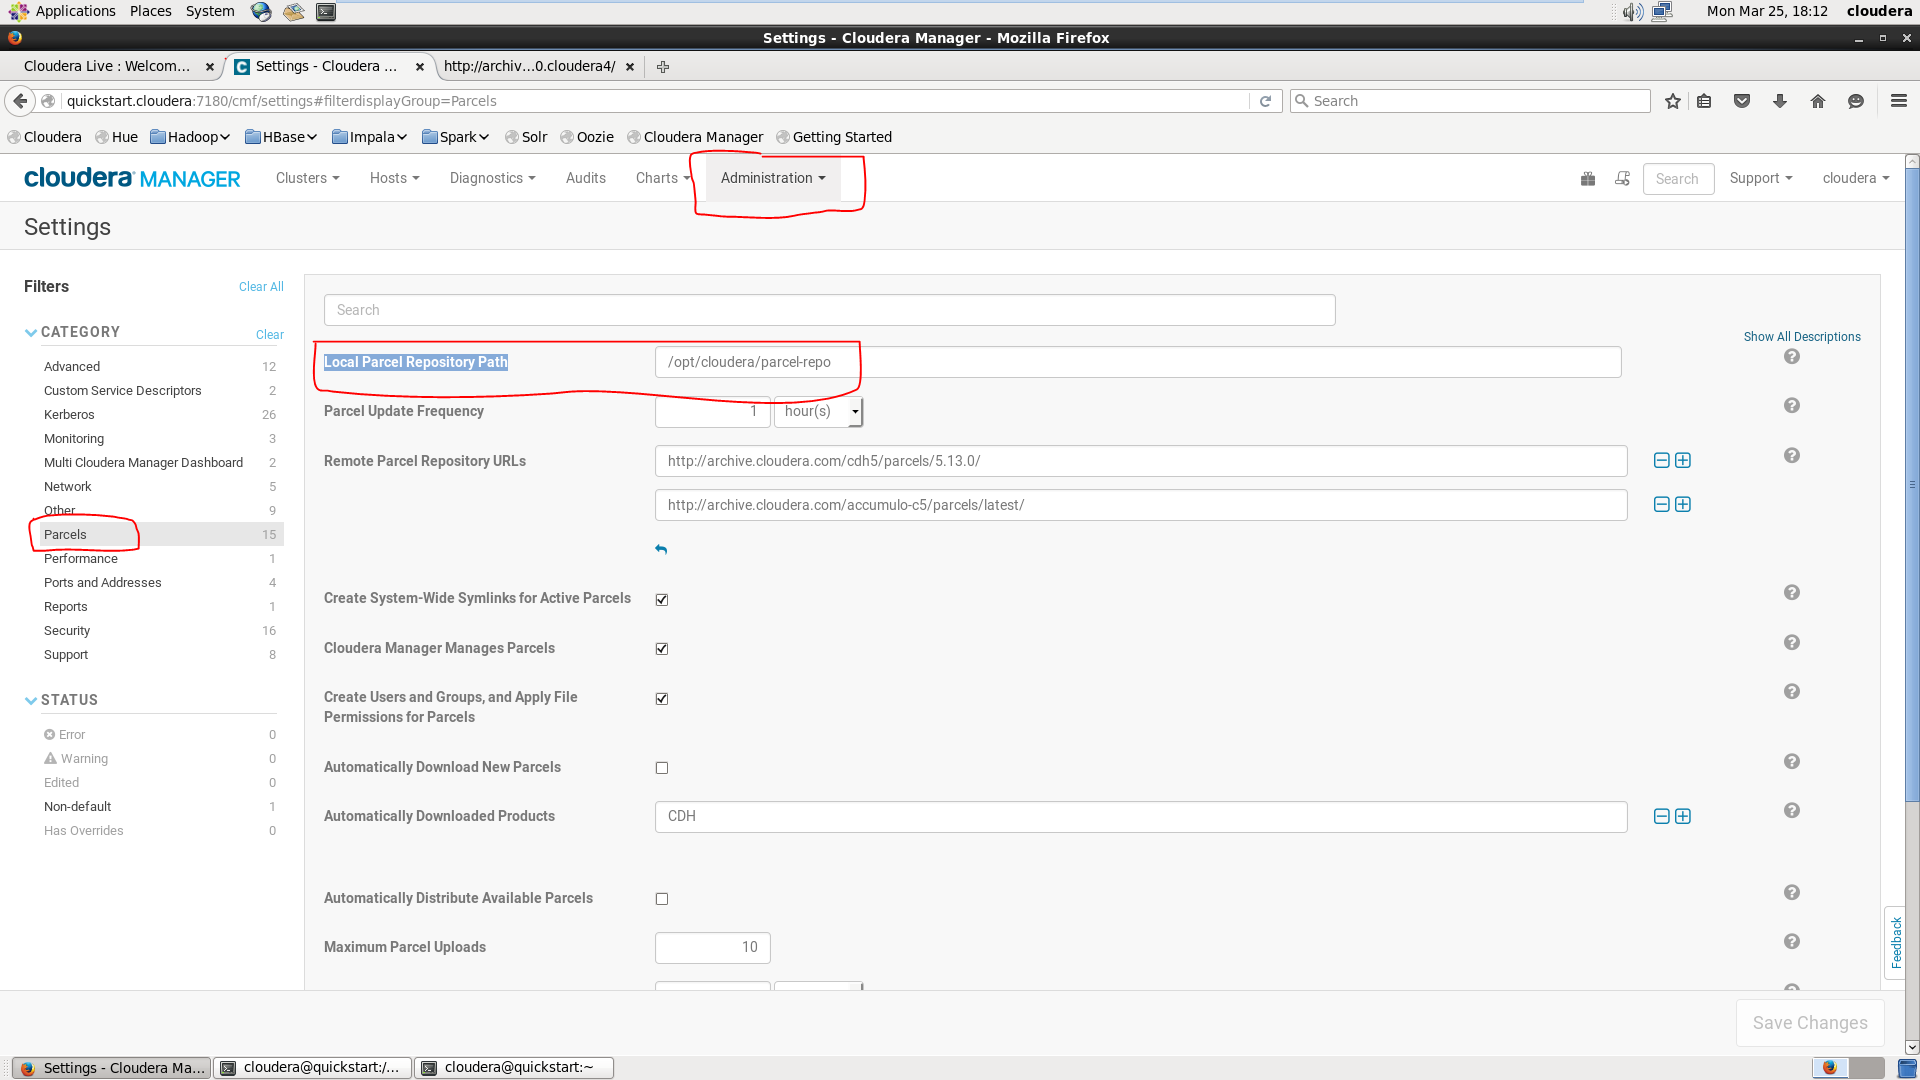 Applications Places System Mon Mar 25, 18:12 cloudera
Settings - Cloudera Manager - Mozilla Firefox
Cloudera Live : Welcom... Settings - Cloudera ... http://archiv...0.cloudera4/
quickstart.cloudera:7180/cmf/settings#filterdisplayGroup=Parcels Search
Cloudera Hue Hadoop HBase Impala Spark Solr Oozie Cloudera Manager Getting Started
cloudera MANAGER Clusters Hosts Diagnostics Audits Charts Administration Search Support cloudera
Settings
Filters Clear All
CATEGORY Clear
Advanced 12
Custom Service Descriptors 2
Kerberos 26
Monitoring 3
Multi Cloudera Manager Dashboard 2
Network 5
Other 9
Parcels 15
Performance 1
Ports and Addresses 4
Reports 1
Security 16
Support 8
STATUS
Error 0
Warning 0
Edited 0
Non-default 1
Has Overrides 0
Search
Show All Descriptions
Local Parcel Repository Path /opt/cloudera/parcel-repo
Parcel Update Frequency 1 hour(s)
Remote Parcel Repository URLs http://archive.cloudera.com/cdh5/parcels/5.13.0/
http://archive.cloudera.com/accumulo-c5/parcels/latest/
Create System-Wide Symlinks for Active Parcels
Cloudera Manager Manages Parcels
Create Users and Groups, and Apply File
Permissions for Parcels
Automatically Download New Parcels
Automatically Downloaded Products CDH
Automatically Distribute Available Parcels
Maximum Parcel Uploads 10
Feedback
Save Changes
Settings - Cloudera Ma... cloudera@quickstart:/... cloudera@quickstart:~